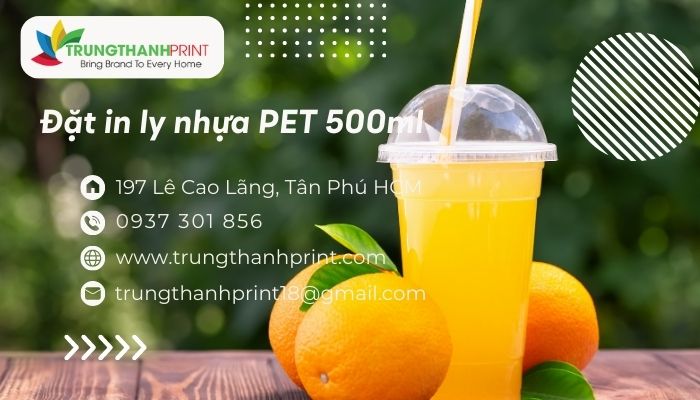 TRUNGTHANHPRINT
Bring Brand To Every Home
Đặt in ly nhựa PET 500ml
197 Lê Cao Lãng, Tân Phú HCM
0937 301 856
www.trungthanhprint.com
trungthanhprint18@gmail.com